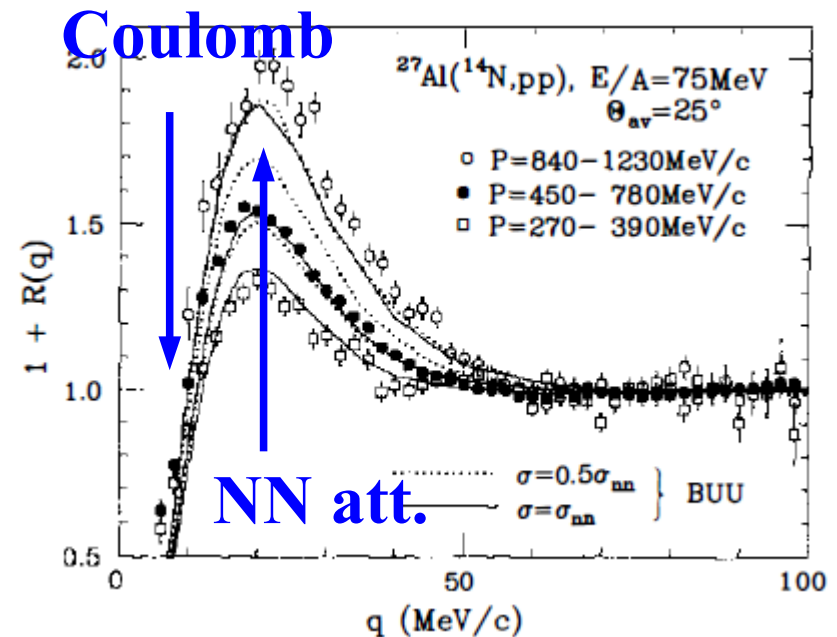 Coulomb
²⁷Al(¹⁴N,pp), E/A=75MeV
Θav=25°
○ P=840-1230MeV/c
● P=450- 780MeV/c
□ P=270- 390MeV/c
2.0
1.5
1.0
0.5
1 + R(q)
NN att.
σ=0.5σnn
σ=σnn
} BUU
0
50
100
q (MeV/c)